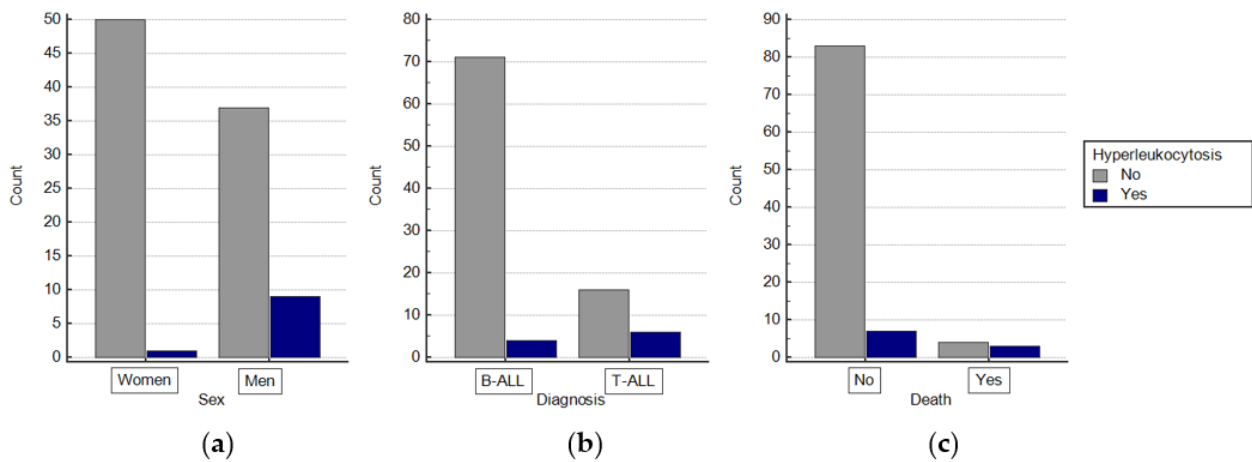 50
45
40
35
30
25
20
15
10
5
0
Count
Women
Men
Sex
(a)
80
70
60
50
40
30
20
10
0
Count
B-ALL
T-ALL
Diagnosis
(b)
90
80
70
60
50
40
30
20
10
0
Count
No
Yes
Death
(c)
Hyperleukocytosis
No
Yes